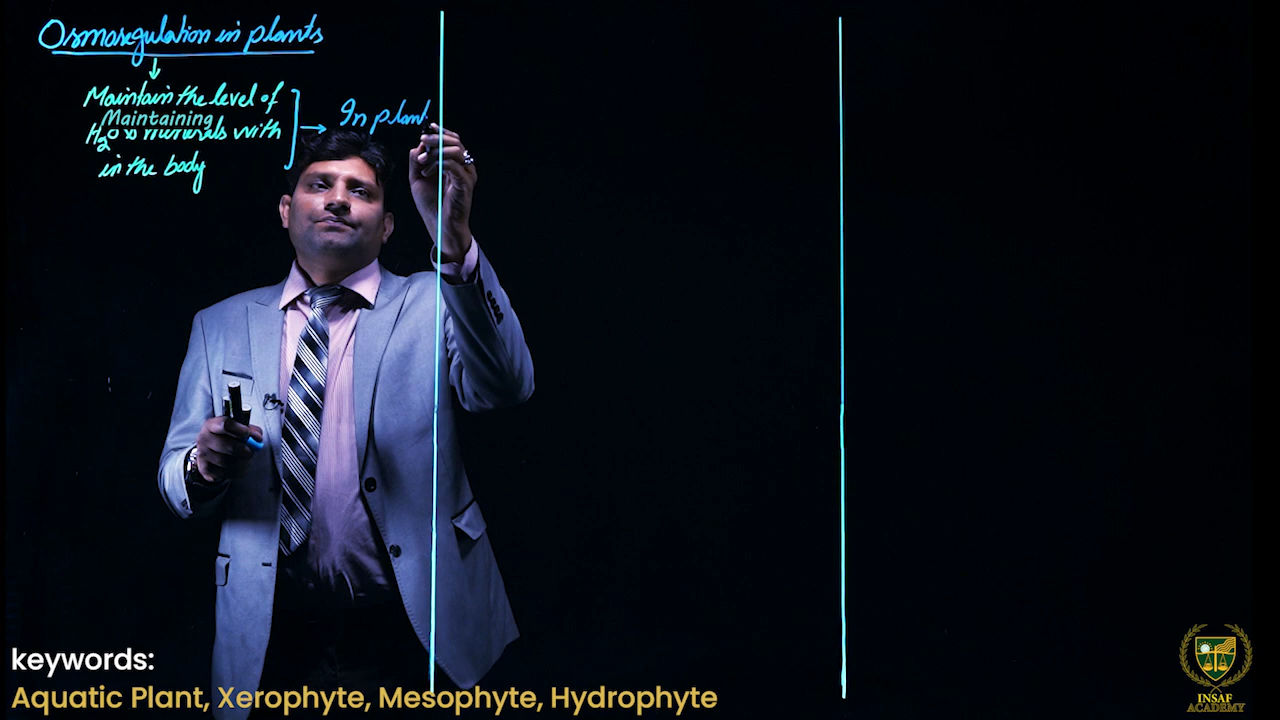 Osmoregulation in plants
Maintain the level of
Maintaining
H2O & minerals with
in the body
In plant
keywords:
Aquatic Plant, Xerophyte, Mesophyte, Hydrophyte
INSAF
ACADEMY